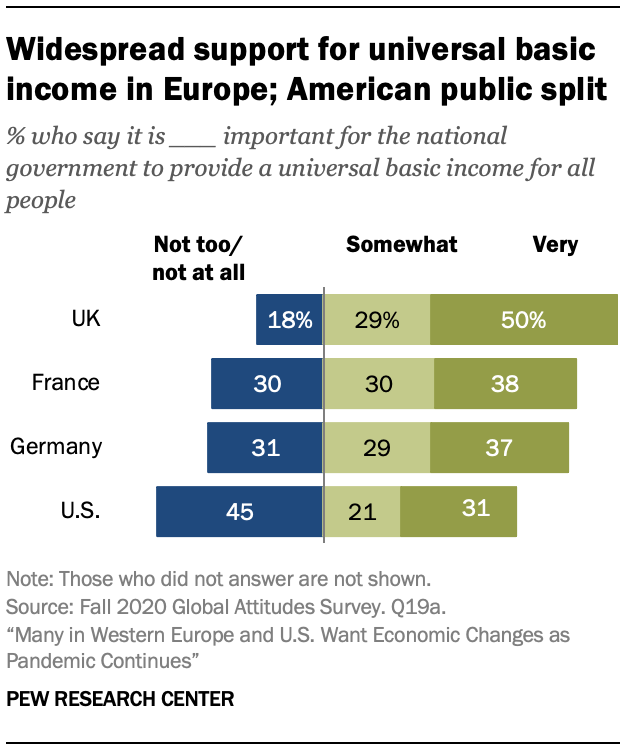 Widespread support for universal basic
income in Europe; American public split
% who say it is ___ important for the national
government to provide a universal basic income for all
people
Not too/
not at all
Somewhat
Very
UK 18% 29% 50%
France 30 30 38
Germany 31 29 37
U.S. 45 21 31
Note: Those who did not answer are not shown.
Source: Fall 2020 Global Attitudes Survey. Q19a.
“Many in Western Europe and U.S. Want Economic Changes as
Pandemic Continues”
PEW RESEARCH CENTER